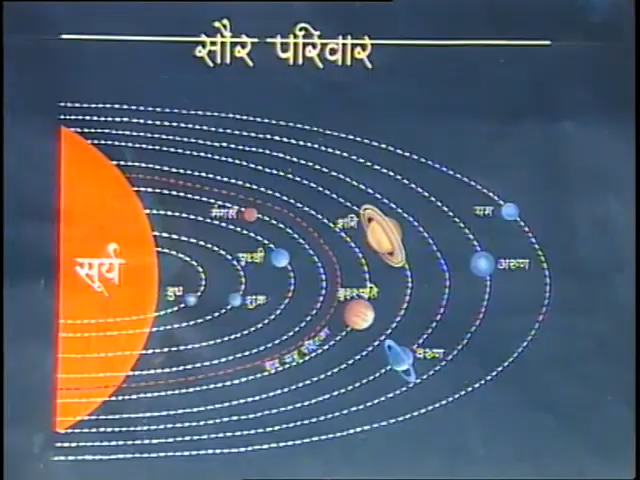 सौर परिवार
यम
मंगल
शनि
पृथ्वी
अरुण
सूर्य
बुध
शुक्र
बृहस्पति
वरुण